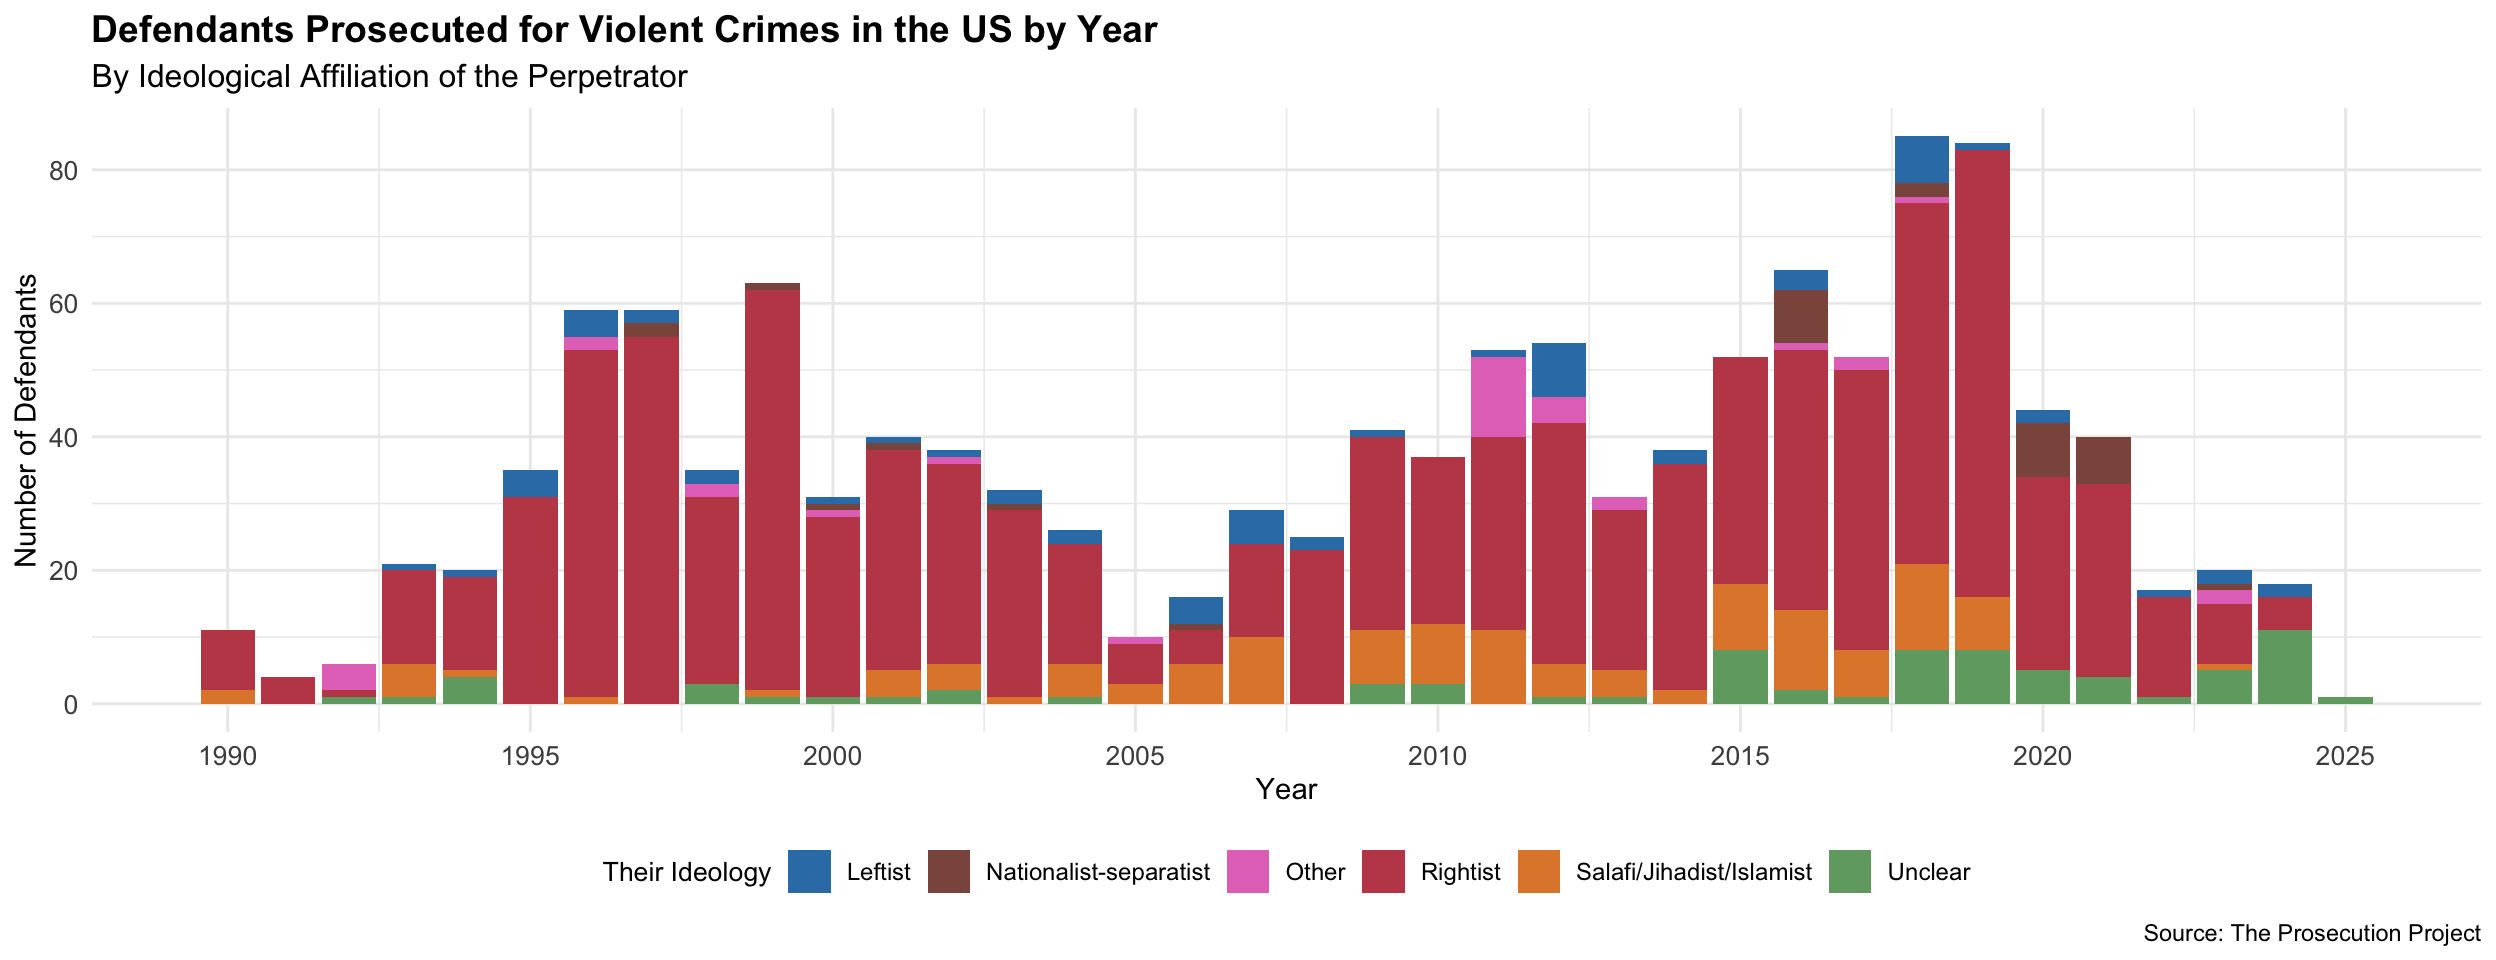 Defendants Prosecuted for Violent Crimes in the US by Year
By Ideological Affiliation of the Perpetrator
Number of Defendants
80
60
40
20
0
1990 1995 2000 2005 2010 2015 2020 2025
Year
Their Ideology Leftist Nationalist-separatist Other Rightist Salafi/Jihadist/Islamist Unclear
Source: The Prosecution Project